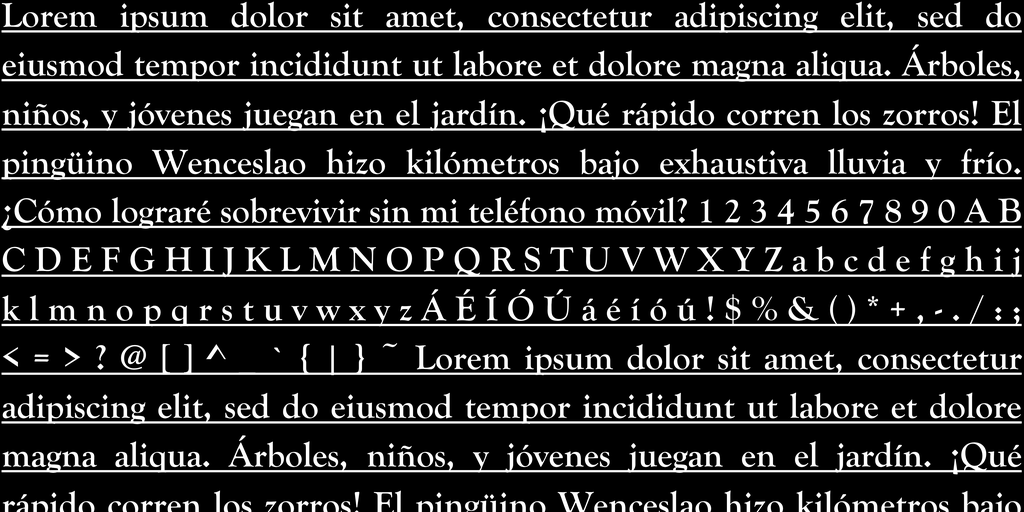 Lorem ipsum dolor sit amet, consectetur adipiscing elit, sed do
eiusmod tempor incididunt ut labore et dolore magna aliqua. Árboles,
niños, y jóvenes juegan en el jardín. ¡Qué rápido corren los zorros! El
pingüino Wenceslao hizo kilómetros bajo exhaustiva lluvia y frío.
¿Cómo lograré sobrevivir sin mi teléfono móvil? 1 2 3 4 5 6 7 8 9 0 A B
C D E F G H I J K L M N O P Q R S T U V W X Y Z a b c d e f g h i j
k l m n o p q r s t u v w x y z Á É Í Ó Ú á é í ó ú ! $ % & ( ) * + , - . / : ;
< = > ? @ [ ] ^ _ ` { | } ~ Lorem ipsum dolor sit amet, consectetur
adipiscing elit, sed do eiusmod tempor incididunt ut labore et dolore
magna aliqua. Árboles, niños, y jóvenes juegan en el jardín. ¡Qué
rápido corren los zorros! El pingüino Wenceslao hizo kilómetros bajo